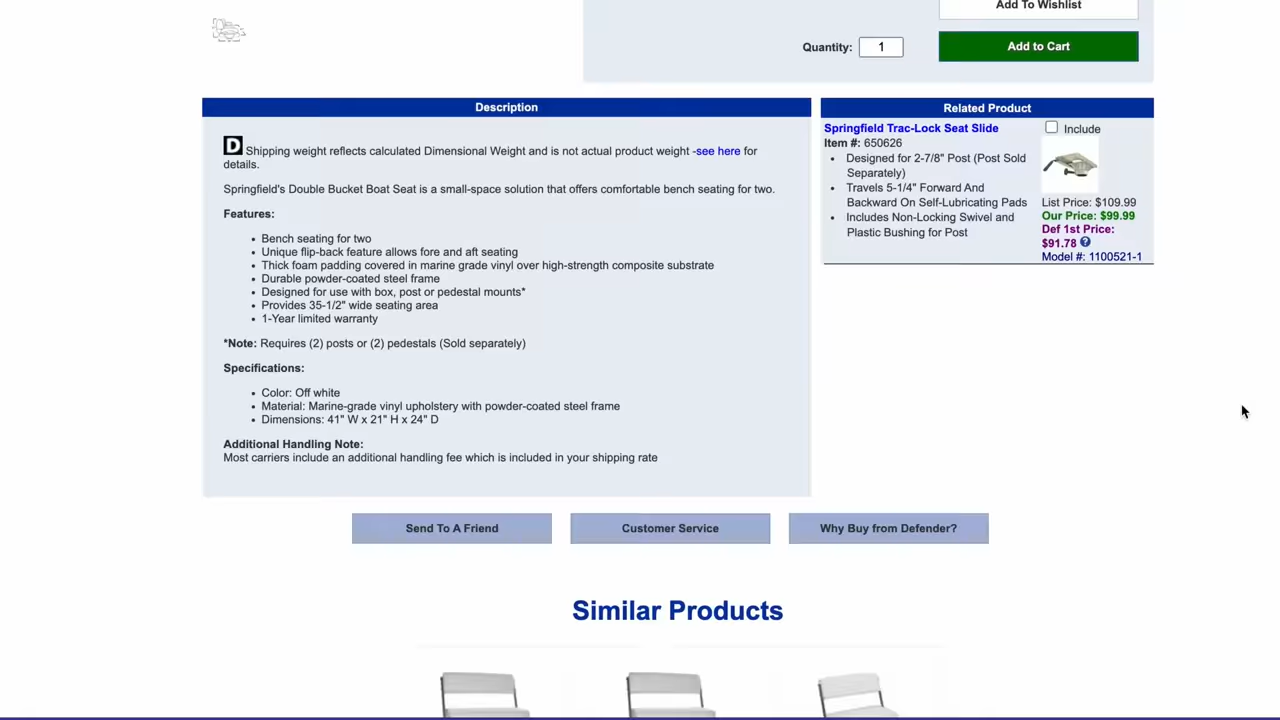 Add To Wishlist
Quantity: 1 Add to Cart
Description
D Shipping weight reflects calculated Dimensional Weight and is not actual product weight -see here for
details.
Springfield's Double Bucket Boat Seat is a small-space solution that offers comfortable bench seating for two.
Features:
• Bench seating for two
• Unique flip-back feature allows fore and aft seating
• Thick foam padding covered in marine grade vinyl over high-strength composite substrate
• Durable powder-coated steel frame
• Designed for use with box, post or pedestal mounts*
• Provides 35-1/2" wide seating area
• 1-Year limited warranty
*Note: Requires (2) posts or (2) pedestals (Sold separately)
Specifications:
• Color: Off white
• Material: Marine-grade vinyl upholstery with powder-coated steel frame
• Dimensions: 41" W x 21" H x 24" D
Additional Handling Note:
Most carriers include an additional handling fee which is included in your shipping rate
Related Product
Springfield Trac-Lock Seat Slide
Item #: 650626
• Designed for 2-7/8" Post (Post Sold
Separately)
• Travels 5-1/4" Forward And
Backward On Self-Lubricating Pads
• Includes Non-Locking Swivel and
Plastic Bushing for Post
Include
List Price: $109.99
Our Price: $99.99
Def 1st Price:
$91.78 ?
Model #: 1100521-1
Send To A Friend
Customer Service
Why Buy from Defender?
Similar Products